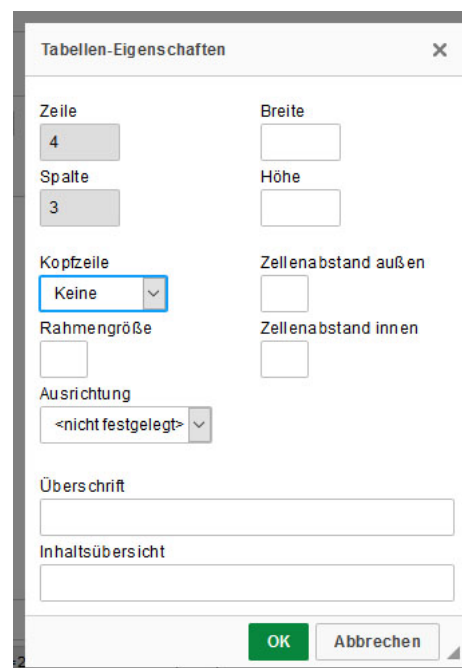 Tabellen-Eigenschaften
Zeile Breite
4
Spalte Höhe
3
Kopfzeile Zellenabstand außen
Keine
Rahmengröße Zellenabstand innen
Ausrichtung
<nicht festgelegt>
Überschrift
Inhaltsübersicht
OK Abbrechen